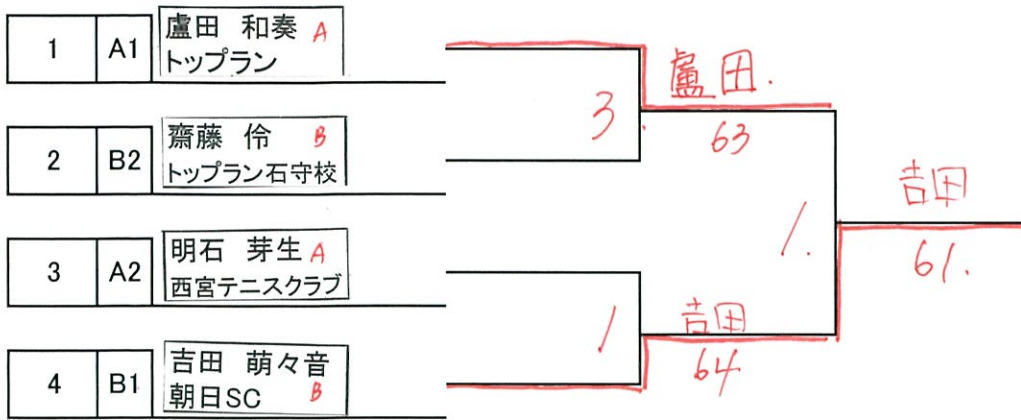 1 A1 盧田 和奏 A
トップラン
2 B2 齋藤 伶 B
トップラン石守校
3 A2 明石 芽生 A
西宮テニスクラブ
4 B1 吉田 萌々音
朝日SC B
3.
盧田.
63
1
吉田
64
1.
吉田
61.